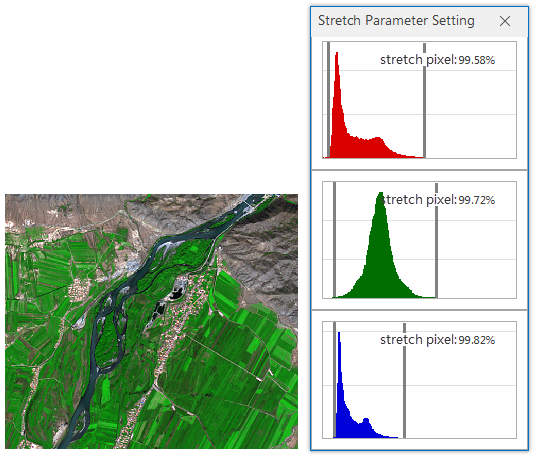 Stretch Parameter Setting
stretch pixel:99.58%
stretch pixel:99.72%
stretch pixel:99.82%